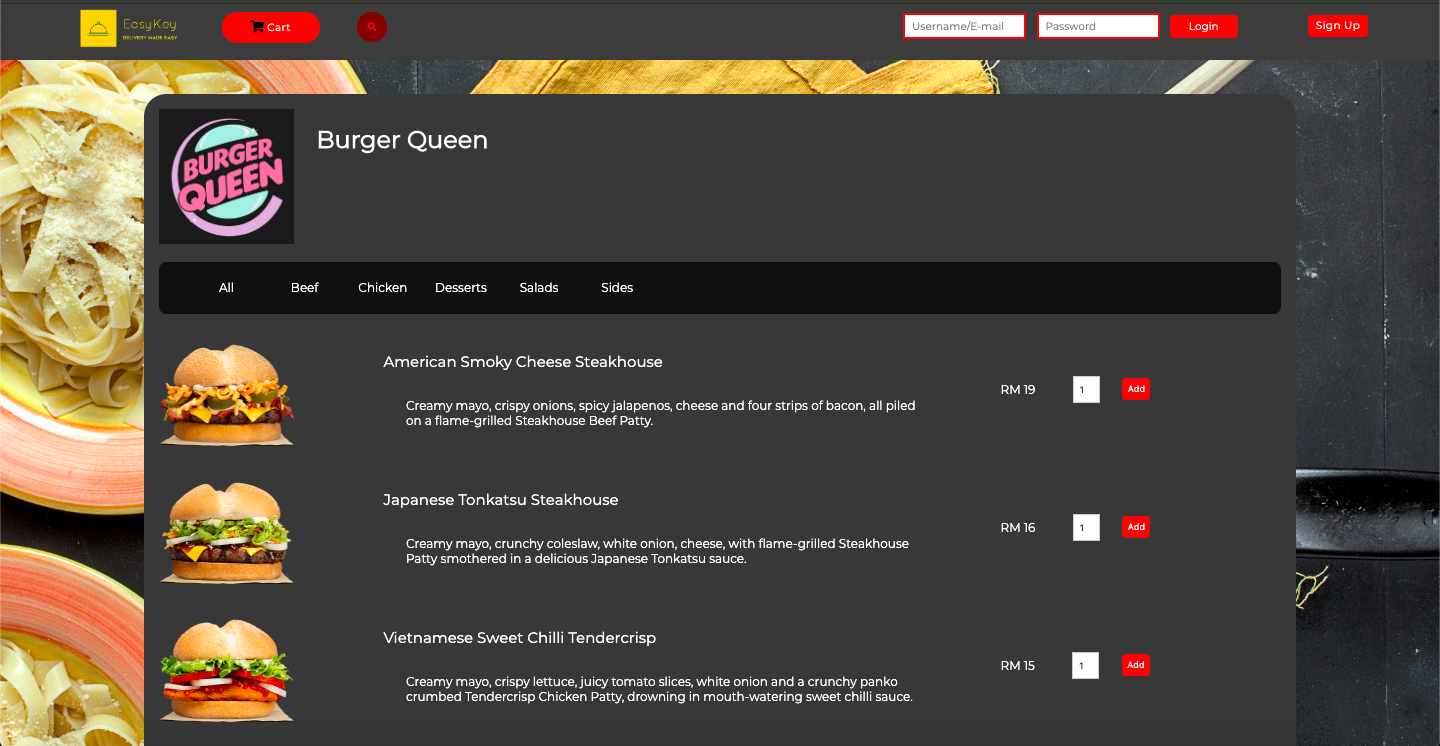 EasyKey
DELIVERY MADE EASY
Cart
Username/E-mail
Password
Login
Sign Up
BURGER
QUEEN
Burger Queen
All
Beef
Chicken
Desserts
Salads
Sides
American Smoky Cheese Steakhouse
Creamy mayo, crispy onions, spicy jalapenos, cheese and four strips of bacon, all piled
on a flame-grilled Steakhouse Beef Patty.
RM 19
1
Add
Japanese Tonkatsu Steakhouse
Creamy mayo, crunchy coleslaw, white onion, cheese, with flame-grilled Steakhouse
Patty smothered in a delicious Japanese Tonkatsu sauce.
RM 16
1
Add
Vietnamese Sweet Chilli Tendercrisp
Creamy mayo, crispy lettuce, juicy tomato slices, white onion and a crunchy panko
crumbed Tendercrisp Chicken Patty, drowning in mouth-watering sweet chilli sauce.
RM 15
1
Add